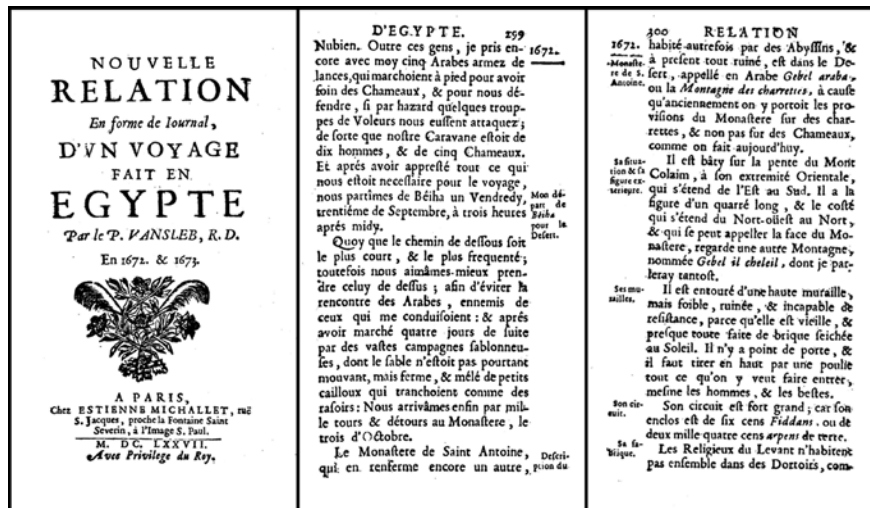 NOUVELLE
RELATION
En forme de Iournal,
D'VN VOYAGE
FAIT EN
EGYPTE
Par le P. VANSLEB, R. D.
En 1672. & 1673.
A PARIS,
Chez ESTIENNE MICHALLET, ruë
S. Jacques, proche la Fontaine Saint
Severin, à l'Image S. Paul.
M. DC. LXXVII.
Avec Privilege du Roy.
D'EGYPTE. 299
Nubien. Outre ces gens, je pris en-
1672.
core avec moy cinq Arabes armez de
lances, qui marchoient à pied pour avoir
soin des Chameaux, & pour nous dé-
fendre, si par hazard quelques troup-
pes de Voleurs nous eussent attaquez;
de sorte que nostre Caravane estoit de
dix hommes, & de cinq Chameaux.
Et aprés avoir appresté tout ce qui
nous estoit necessaire pour le voyage,
nous partîmes de Béiha un Vendredy,
trentiéme de Septembre, à trois heures
aprés midy.
Mon dé-
part de
Béiha
pour le
Desert.
Quoy que le chemin de dessous soit
le plus court, & le plus frequenté;
toutefois nous aimâmes-mieux pren-
dre celuy de dessus; afin d'éviter la
rencontre des Arabes, ennemis de
ceux qui me conduisoient: & aprés
avoir marché quatre jours de suite
par des vastes campagnes sablonneu-
ses, dont le sable n'estoit pas pourtant
mouvant, mais ferme, & mélé de petits
cailloux qui tranchoient comme des
rasoirs: Nous arrivâmes enfin par mil-
le tours & détours au Monastere, le
trois d'Octobre.
Le Monastere de Saint Antoine,
qui en renferme encore un autre,
Descri-
ption du
300 RELATION
1672.
Monaste-
re de S.
Antoine.
habité autrefois par des Abyssins, &
à present tout ruiné, est dans le De-
sert, appellé en Arabe Gebel araba,
ou la Montagne des charrettes, à cause
qu'anciennement on y portoit les pro-
visions du Monastere sur des char-
rettes, & non pas sur des Chameaux,
comme on fait aujourd'huy.
Sa situa-
tion & sa
figure ex-
terieure.
Il est bâty sur la pente du Mont
Colzim, à son extremité Orientale,
qui s'étend de l'Est au Sud. Il a la
figure d'un quarré long, & le costé
qui s'étend du Nort-oüest au Nort,
& qui se peut appeller la face du Mo-
nastere, regarde une autre Montagne,
nommée Gebel il cheleil, dont je par-
leray tantost.
Ses mu-
railles.
Il est entouré d'une haute muraille,
mais foible, ruinée, & incapable de
resistance, parce qu'elle est vieille, &
presque toute faite de brique seichée
au Soleil. Il n'y a point de porte, &
il faut tirer en haut par une poulie
tout ce qu'on y veut faire entrer,
mesme les hommes, & les bestes.
Son cir-
cuit.
Son circuit est fort grand; car son
enclos est de six cens Fiddans, ou de
deux mille quatre cens arpens de terre.
Sa fa-
brique.
Les Religieux du Levant n'habitent
pas ensemble dans des Dortoirs, com-